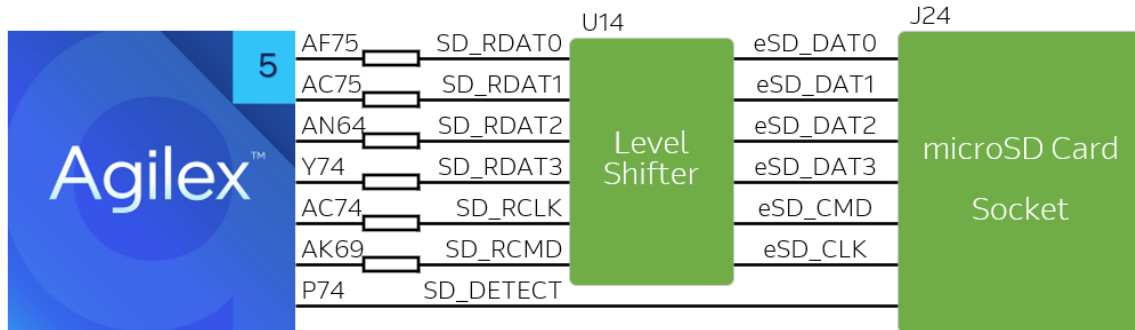 U14 J24
5 AF75 SD_RDAT0 eSD_DAT0
AC75 SD_RDAT1 eSD_DAT1
AN64 SD_RDAT2 eSD_DAT2
Agilex™ Y74 SD_RDAT3 Level Shifter eSD_DAT3 microSD Card Socket
AC74 SD_RCLK eSD_CMD
AK69 SD_RCMD eSD_CLK
P74 SD_DETECT